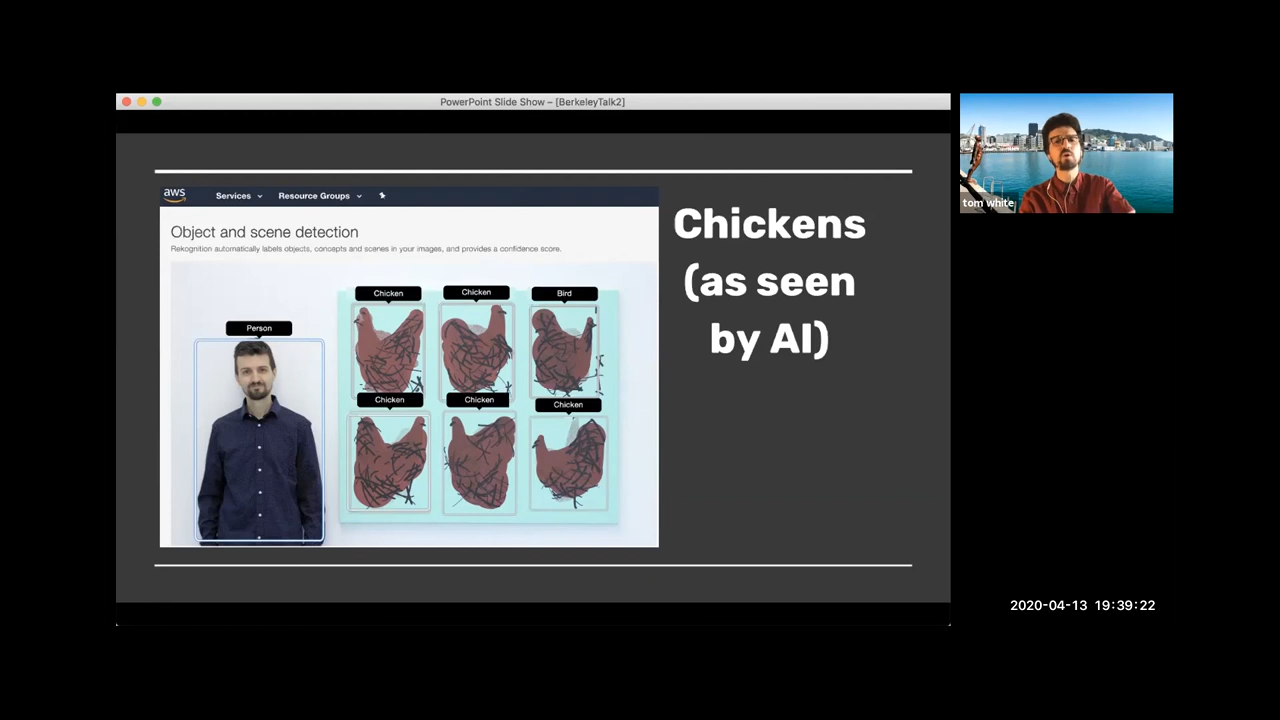 PowerPoint Slide Show – [BerkeleyTalk2]
aws
Services
Resource Groups
Object and scene detection
Rekognition automatically labels objects, concepts and scenes in your images, and provides a confidence score.
Person
Chicken
Chicken
Bird
Chicken
Chicken
Chicken
Chickens
(as seen
by AI)
tom white
2020-04-13 19:39:22